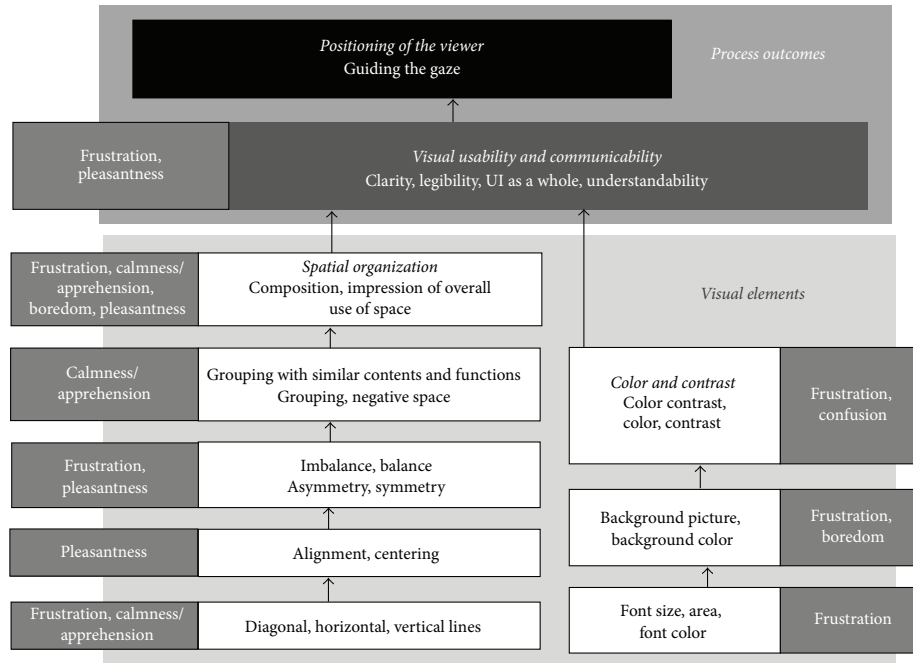 Positioning of the viewer
Guiding the gaze
Process outcomes
Frustration,
pleasantness
Visual usability and communicability
Clarity, legibility, UI as a whole, understandability
Frustration, calmness/
apprehension,
boredom, pleasantness
Spatial organization
Composition, impression of overall
use of space
Visual elements
Calmness/
apprehension
Grouping with similar contents and functions
Grouping, negative space
Color and contrast
Color contrast,
color, contrast
Frustration,
confusion
Frustration,
pleasantness
Imbalance, balance
Asymmetry, symmetry
Background picture,
background color
Frustration,
boredom
Pleasantness
Alignment, centering
Frustration, calmness/
apprehension
Diagonal, horizontal, vertical lines
Font size, area,
font color
Frustration